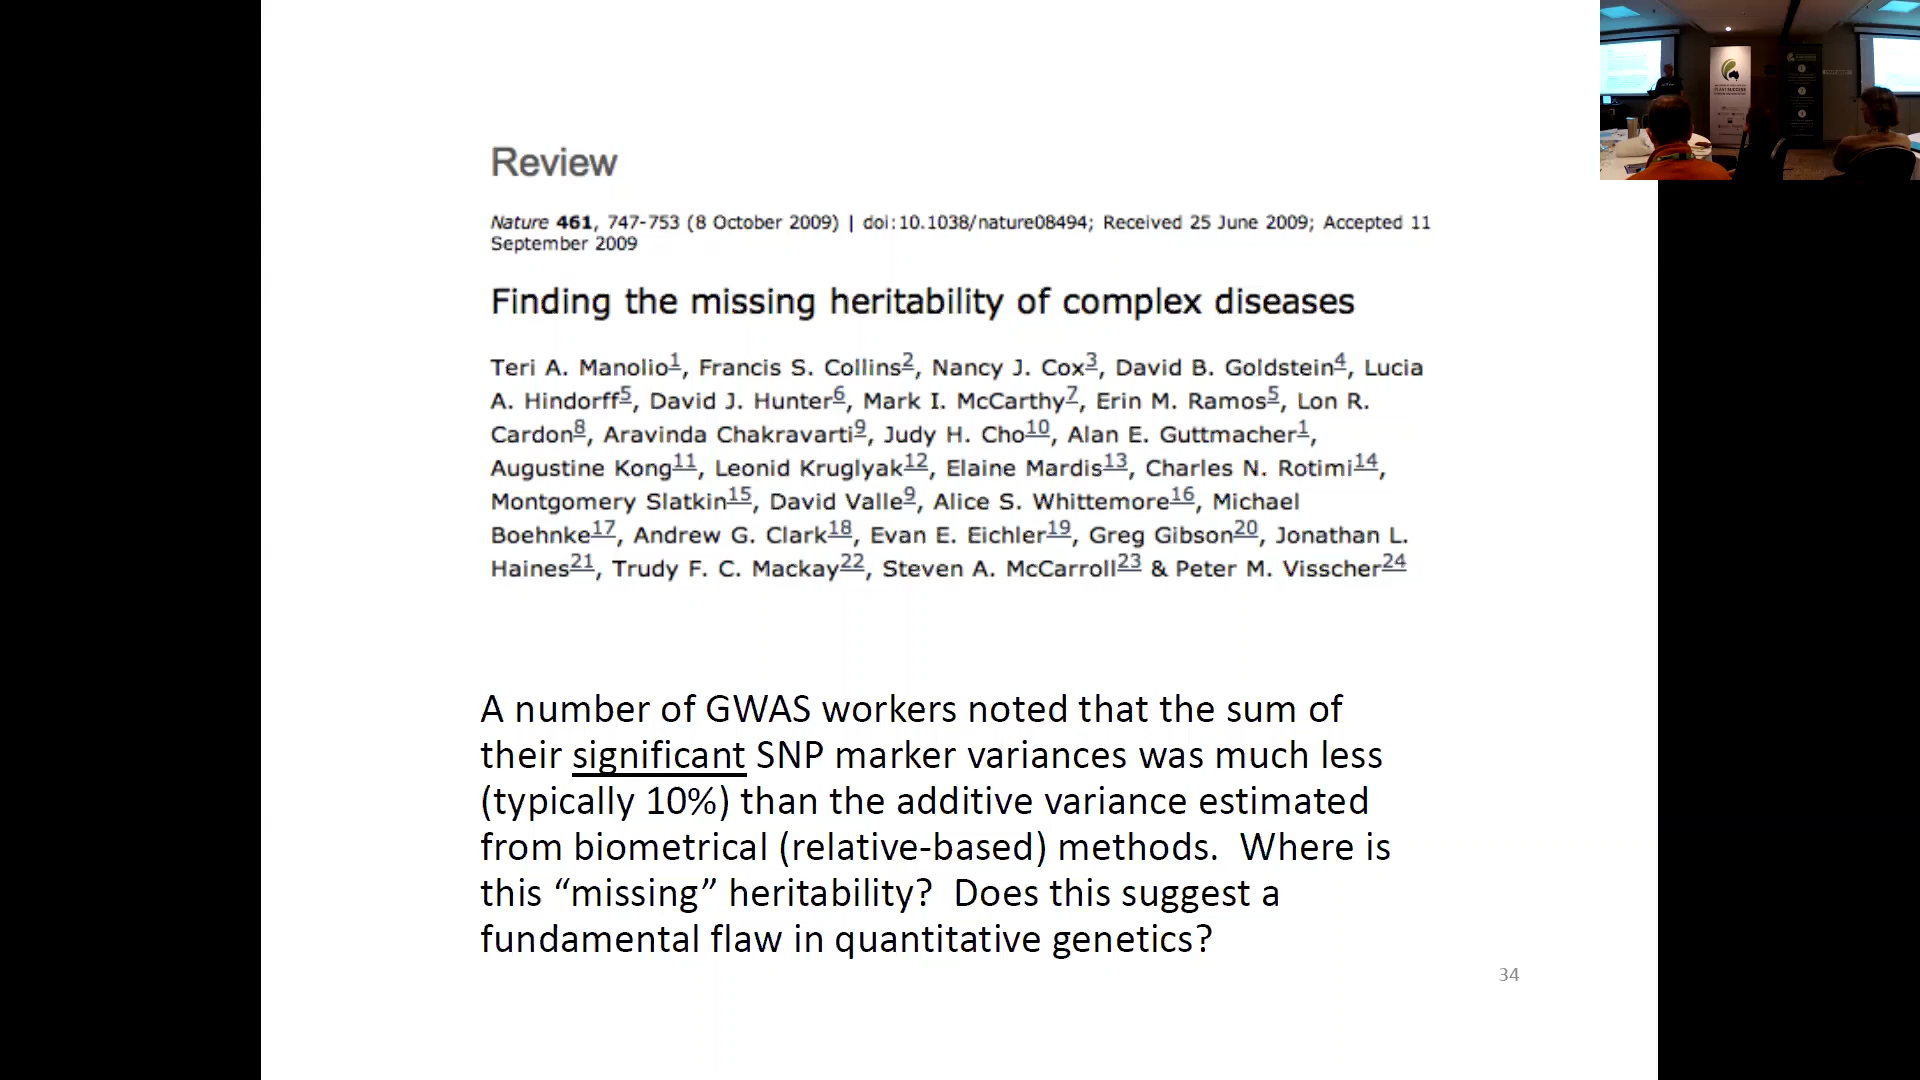 Review
Nature 461, 747-753 (8 October 2009) | doi:10.1038/nature08494; Received 25 June 2009; Accepted 11
September 2009
Finding the missing heritability of complex diseases
Teri A. Manolio1, Francis S. Collins2, Nancy J. Cox3, David B. Goldstein4, Lucia
A. Hindorff5, David J. Hunter6, Mark I. McCarthy7, Erin M. Ramos5, Lon R.
Cardon8, Aravinda Chakravarti9, Judy H. Cho10, Alan E. Guttmacher1,
Augustine Kong11, Leonid Kruglyak12, Elaine Mardis13, Charles N. Rotimi14,
Montgomery Slatkin15, David Valle9, Alice S. Whittemore16, Michael
Boehnke17, Andrew G. Clark18, Evan E. Eichler19, Greg Gibson20, Jonathan L.
Haines21, Trudy F. C. Mackay22, Steven A. McCarroll23 & Peter M. Visscher24
A number of GWAS workers noted that the sum of
their significant SNP marker variances was much less
(typically 10%) than the additive variance estimated
from biometrical (relative-based) methods.  Where is
this “missing” heritability?  Does this suggest a
fundamental flaw in quantitative genetics?
34
PLANT SUCCESS